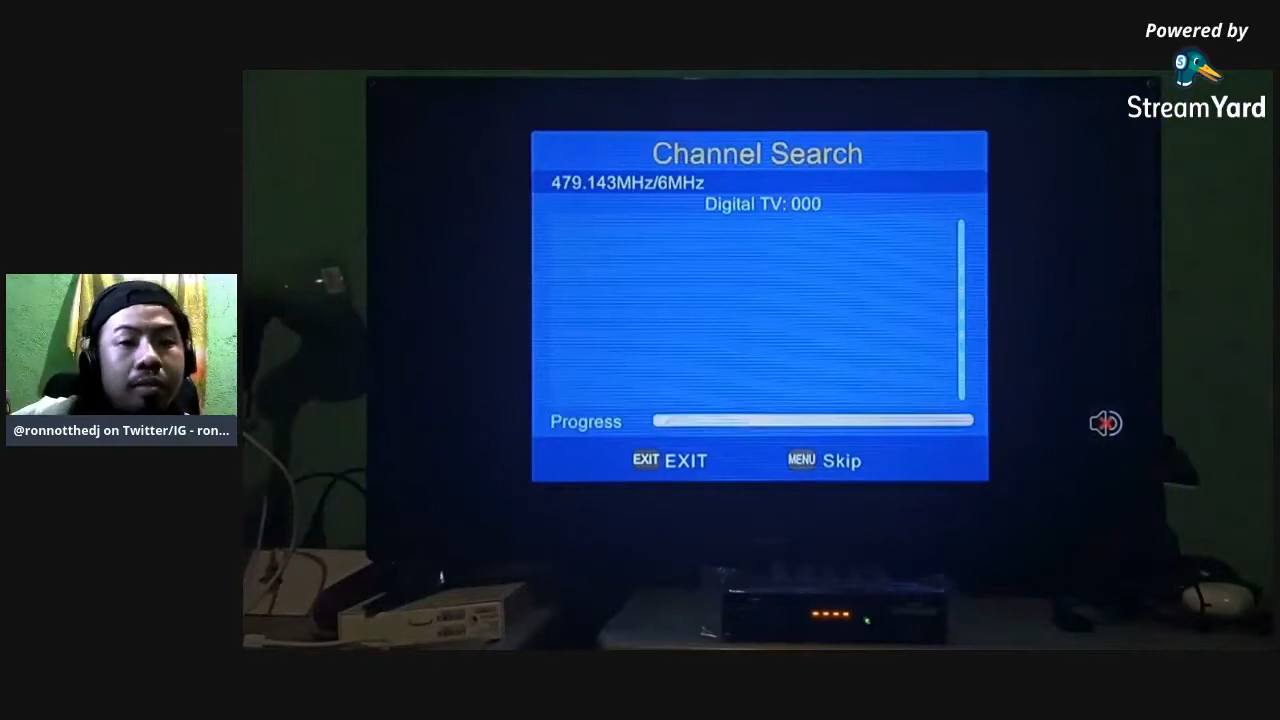 Powered by
StreamYard
Channel Search
479.143MHz/6MHz
Digital TV: 000
Progress
EXIT EXIT
MENU Skip
@ronnotthedj on Twitter/IG - ron...